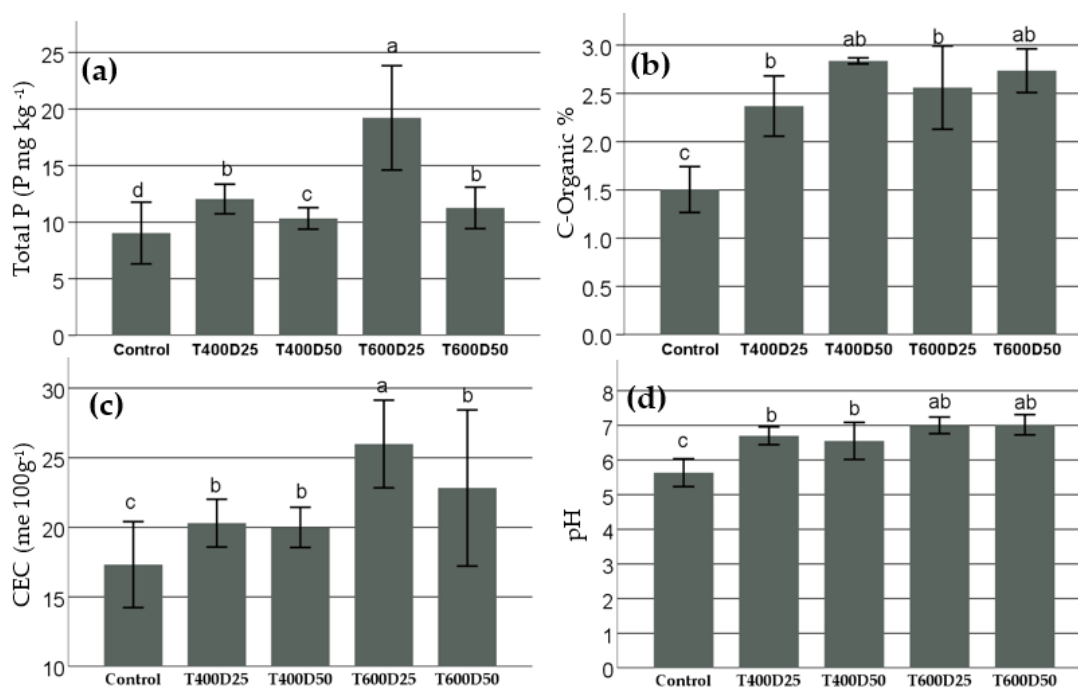 (a)
Total P (P mg kg ⁻¹)
25
20
15
10
5
0
d
b
c
a
b
Control T400D25 T400D50 T600D25 T600D50
(b)
C-Organic %
3.0
2.5
2.0
1.5
1.0
0.5
0.0
c
b
ab
b
ab
Control T400D25 T400D50 T600D25 T600D50
(c)
CEC (me 100g⁻¹)
30
25
20
15
10
c
b
b
a
b
Control T400D25 T400D50 T600D25 T600D50
(d)
pH
8
7
6
5
4
3
2
1
0
c
b
b
ab
ab
Control T400D25 T400D50 T600D25 T600D50